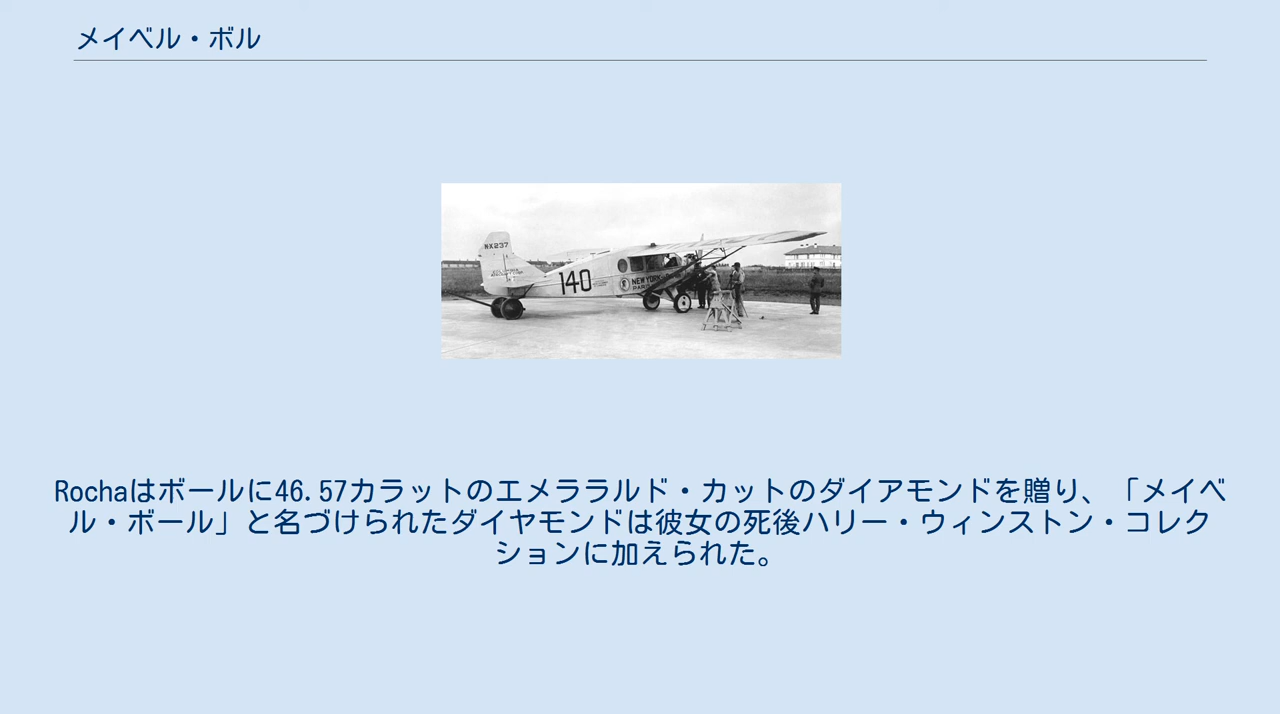 メイベル・ボル
NX237
140
NEW YORK
PARIS
Rochaはボールに46.57カラットのエメララルド・カットのダイアモンドを贈り、「メイベ
ル・ボール」と名づけられたダイヤモンドは彼女の死後ハリー・ウィンストン・コレク
ションに加えられた。